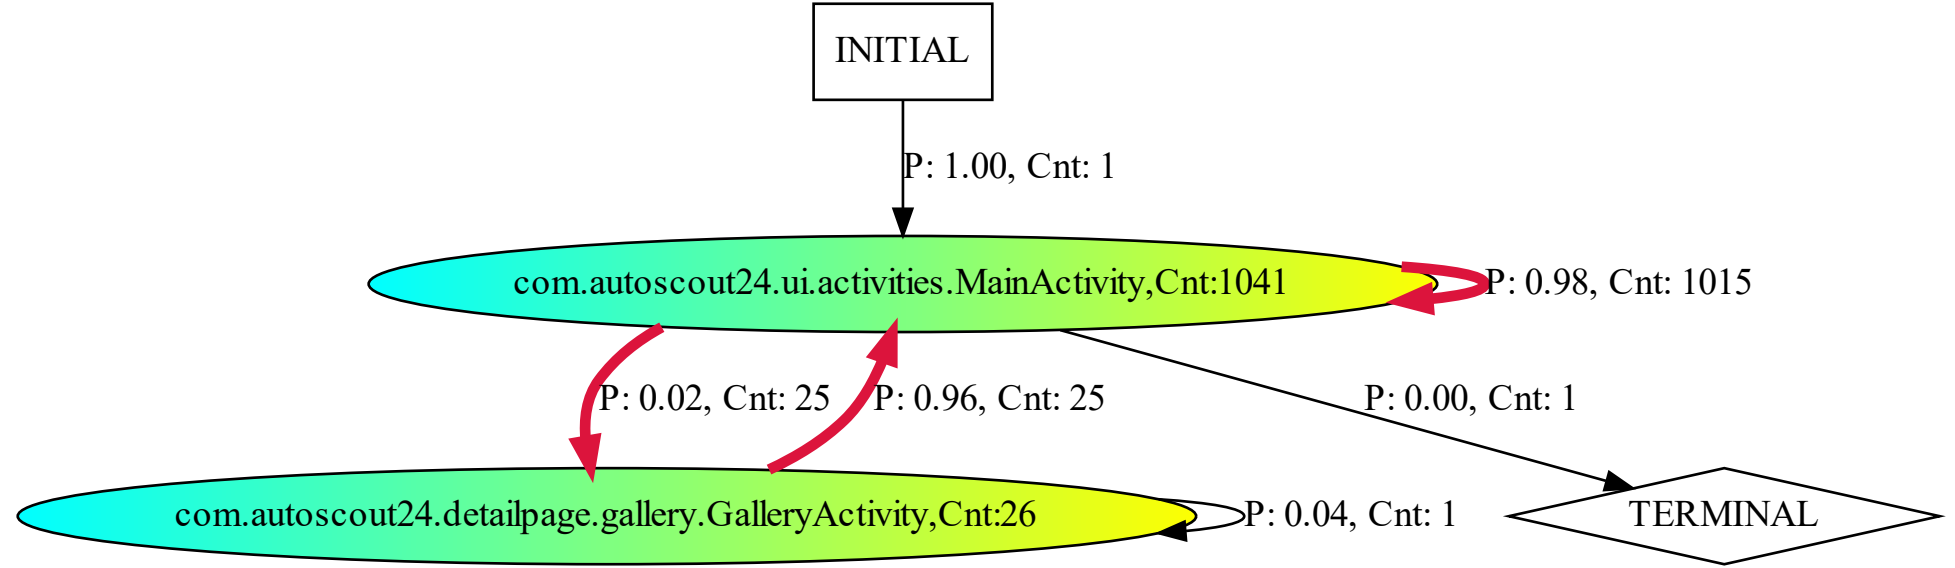 INITIAL
P: 1.00, Cnt: 1
com.autoscout24.ui.activities.MainActivity,Cnt:1041
P: 0.98, Cnt: 1015
P: 0.02, Cnt: 25
P: 0.96, Cnt: 25
P: 0.00, Cnt: 1
com.autoscout24.detailpage.gallery.GalleryActivity,Cnt:26
P: 0.04, Cnt: 1
TERMINAL